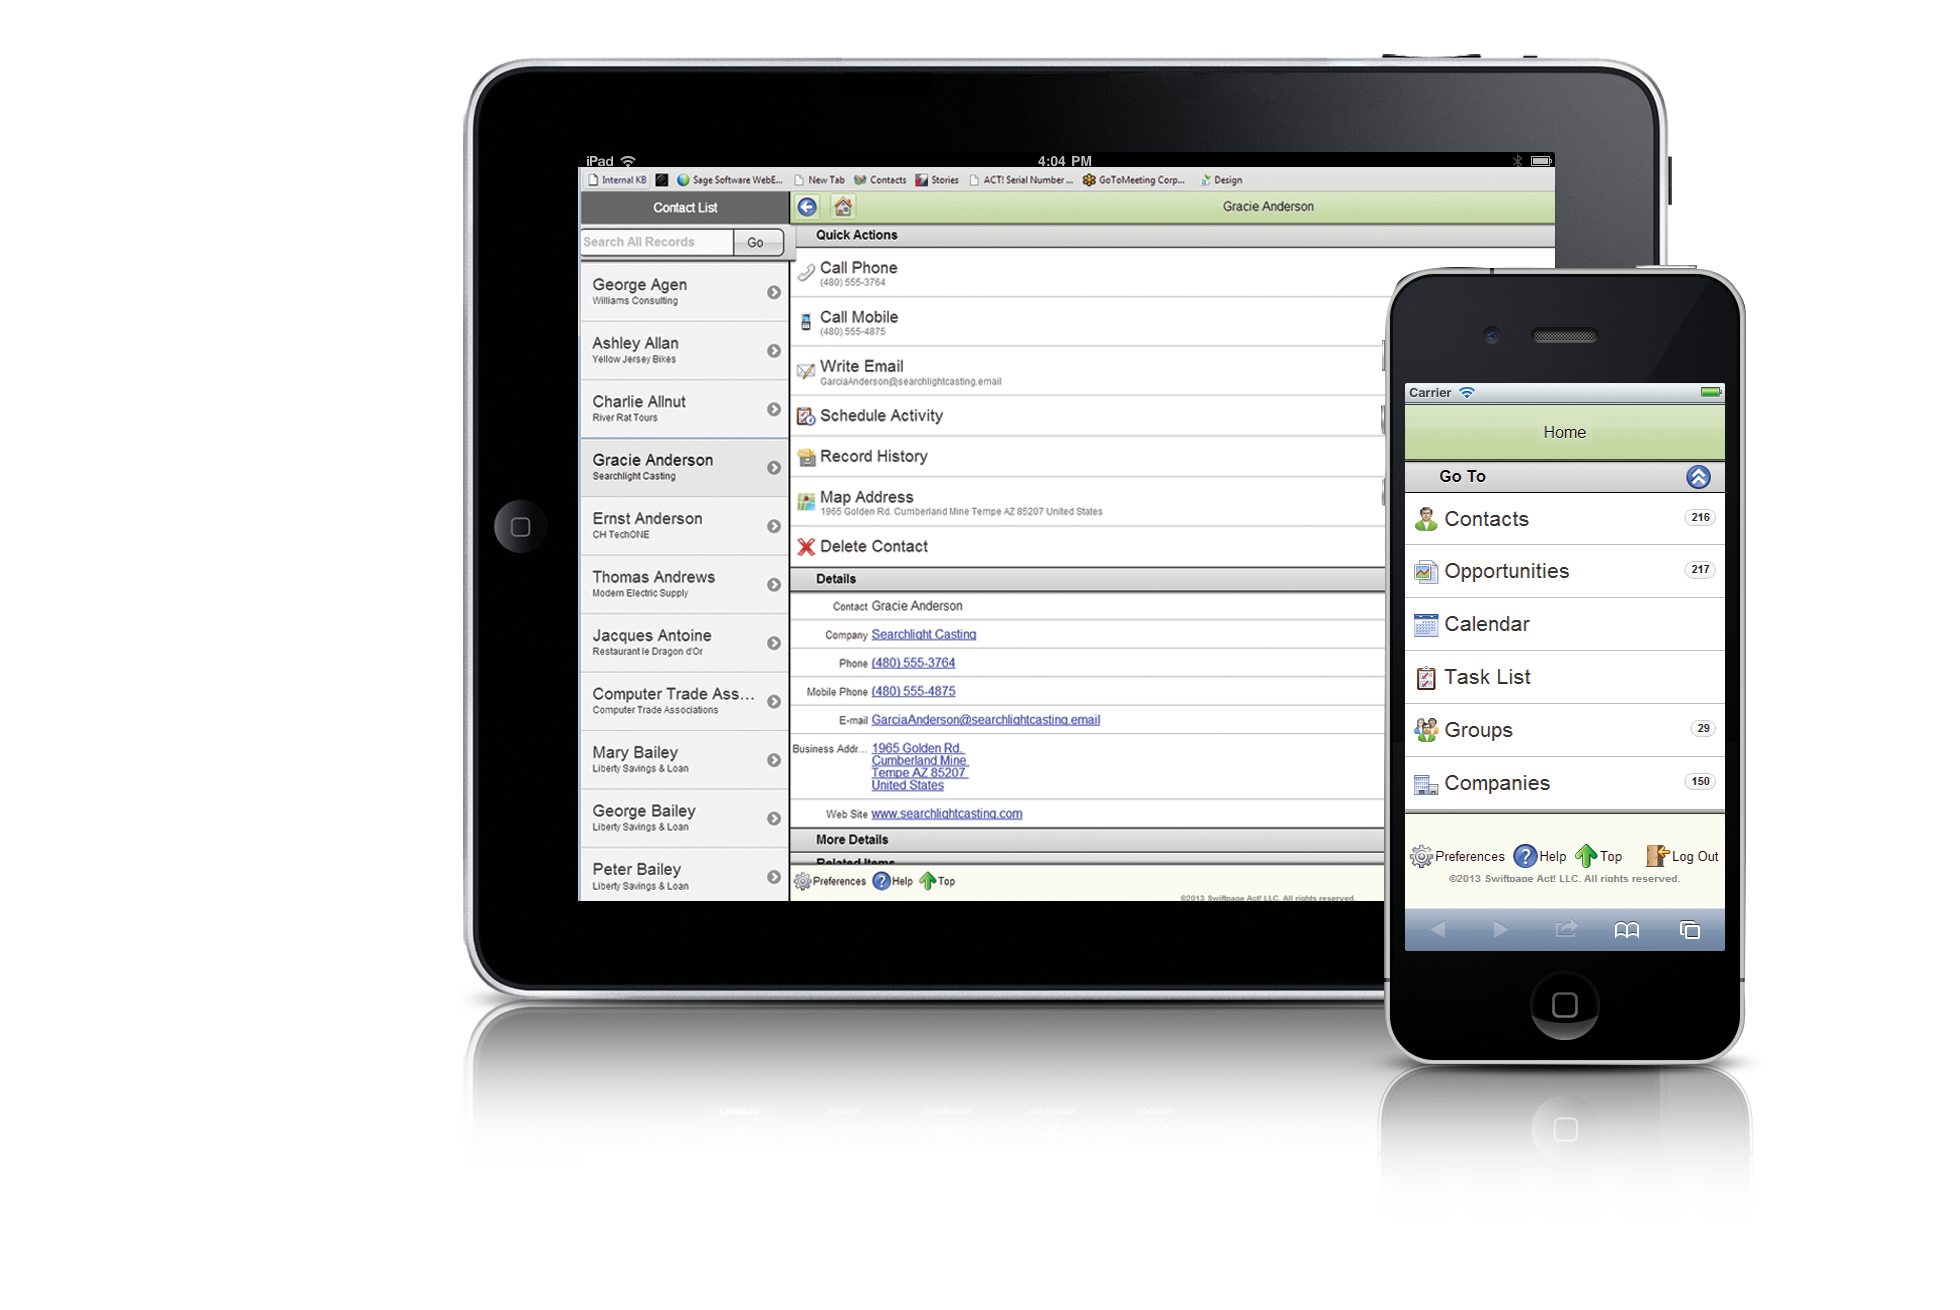 iPad 4:04 PM
Internal KB Sage Software WebE... New Tab Contacts Stories ACT! Serial Number ... GoToMeeting Corp... Design
Contact List
Gracie Anderson
Search All Records Go
George Agen
Williams Consulting
Ashley Allan
Yellow Jersey Bikes
Charlie Allnut
River Rat Tours
Gracie Anderson
Searchlight Casting
Ernst Anderson
CH TechONE
Thomas Andrews
Modern Electric Supply
Jacques Antoine
Restaurant le Dragon d'Or
Computer Trade Ass...
Computer Trade Associations
Mary Bailey
Liberty Savings & Loan
George Bailey
Liberty Savings & Loan
Peter Bailey
Liberty Savings & Loan
Quick Actions
Call Phone
(480) 555-3764
Call Mobile
(480) 555-4875
Write Email
GarciaAnderson@searchlightcasting.email
Schedule Activity
Record History
Map Address
1965 Golden Rd. Cumberland Mine Tempe AZ 85207 United States
Delete Contact
Details
Contact Gracie Anderson
Company Searchlight Casting
Phone (480) 555-3764
Mobile Phone (480) 555-4875
E-mail GarciaAnderson@searchlightcasting.email
Business Addr... 1965 Golden Rd.
Cumberland Mine
Tempe AZ 85207
United States
Web Site www.searchlightcasting.com
More Details
Related Items
Preferences Help Top
©2013 Swiftpage Act! LLC. All rights reserved.
Carrier
Home
Go To
Contacts 216
Opportunities 217
Calendar
Task List
Groups 29
Companies 150
Preferences Help Top Log Out
©2013 Swiftpage Act! LLC. All rights reserved.